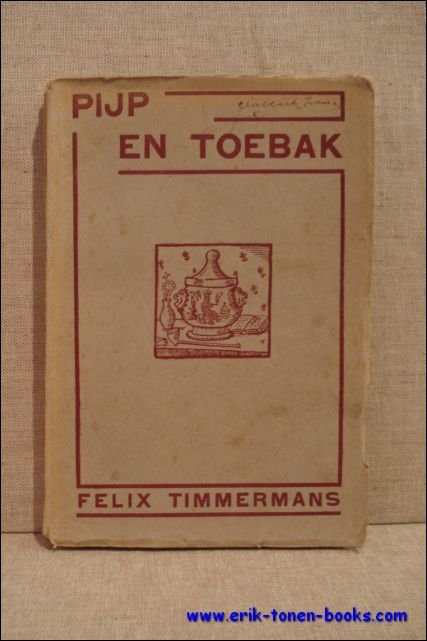 PIJP
EN TOEBAK
FELIX TIMMERMANS
www.erik-tonen-books.com